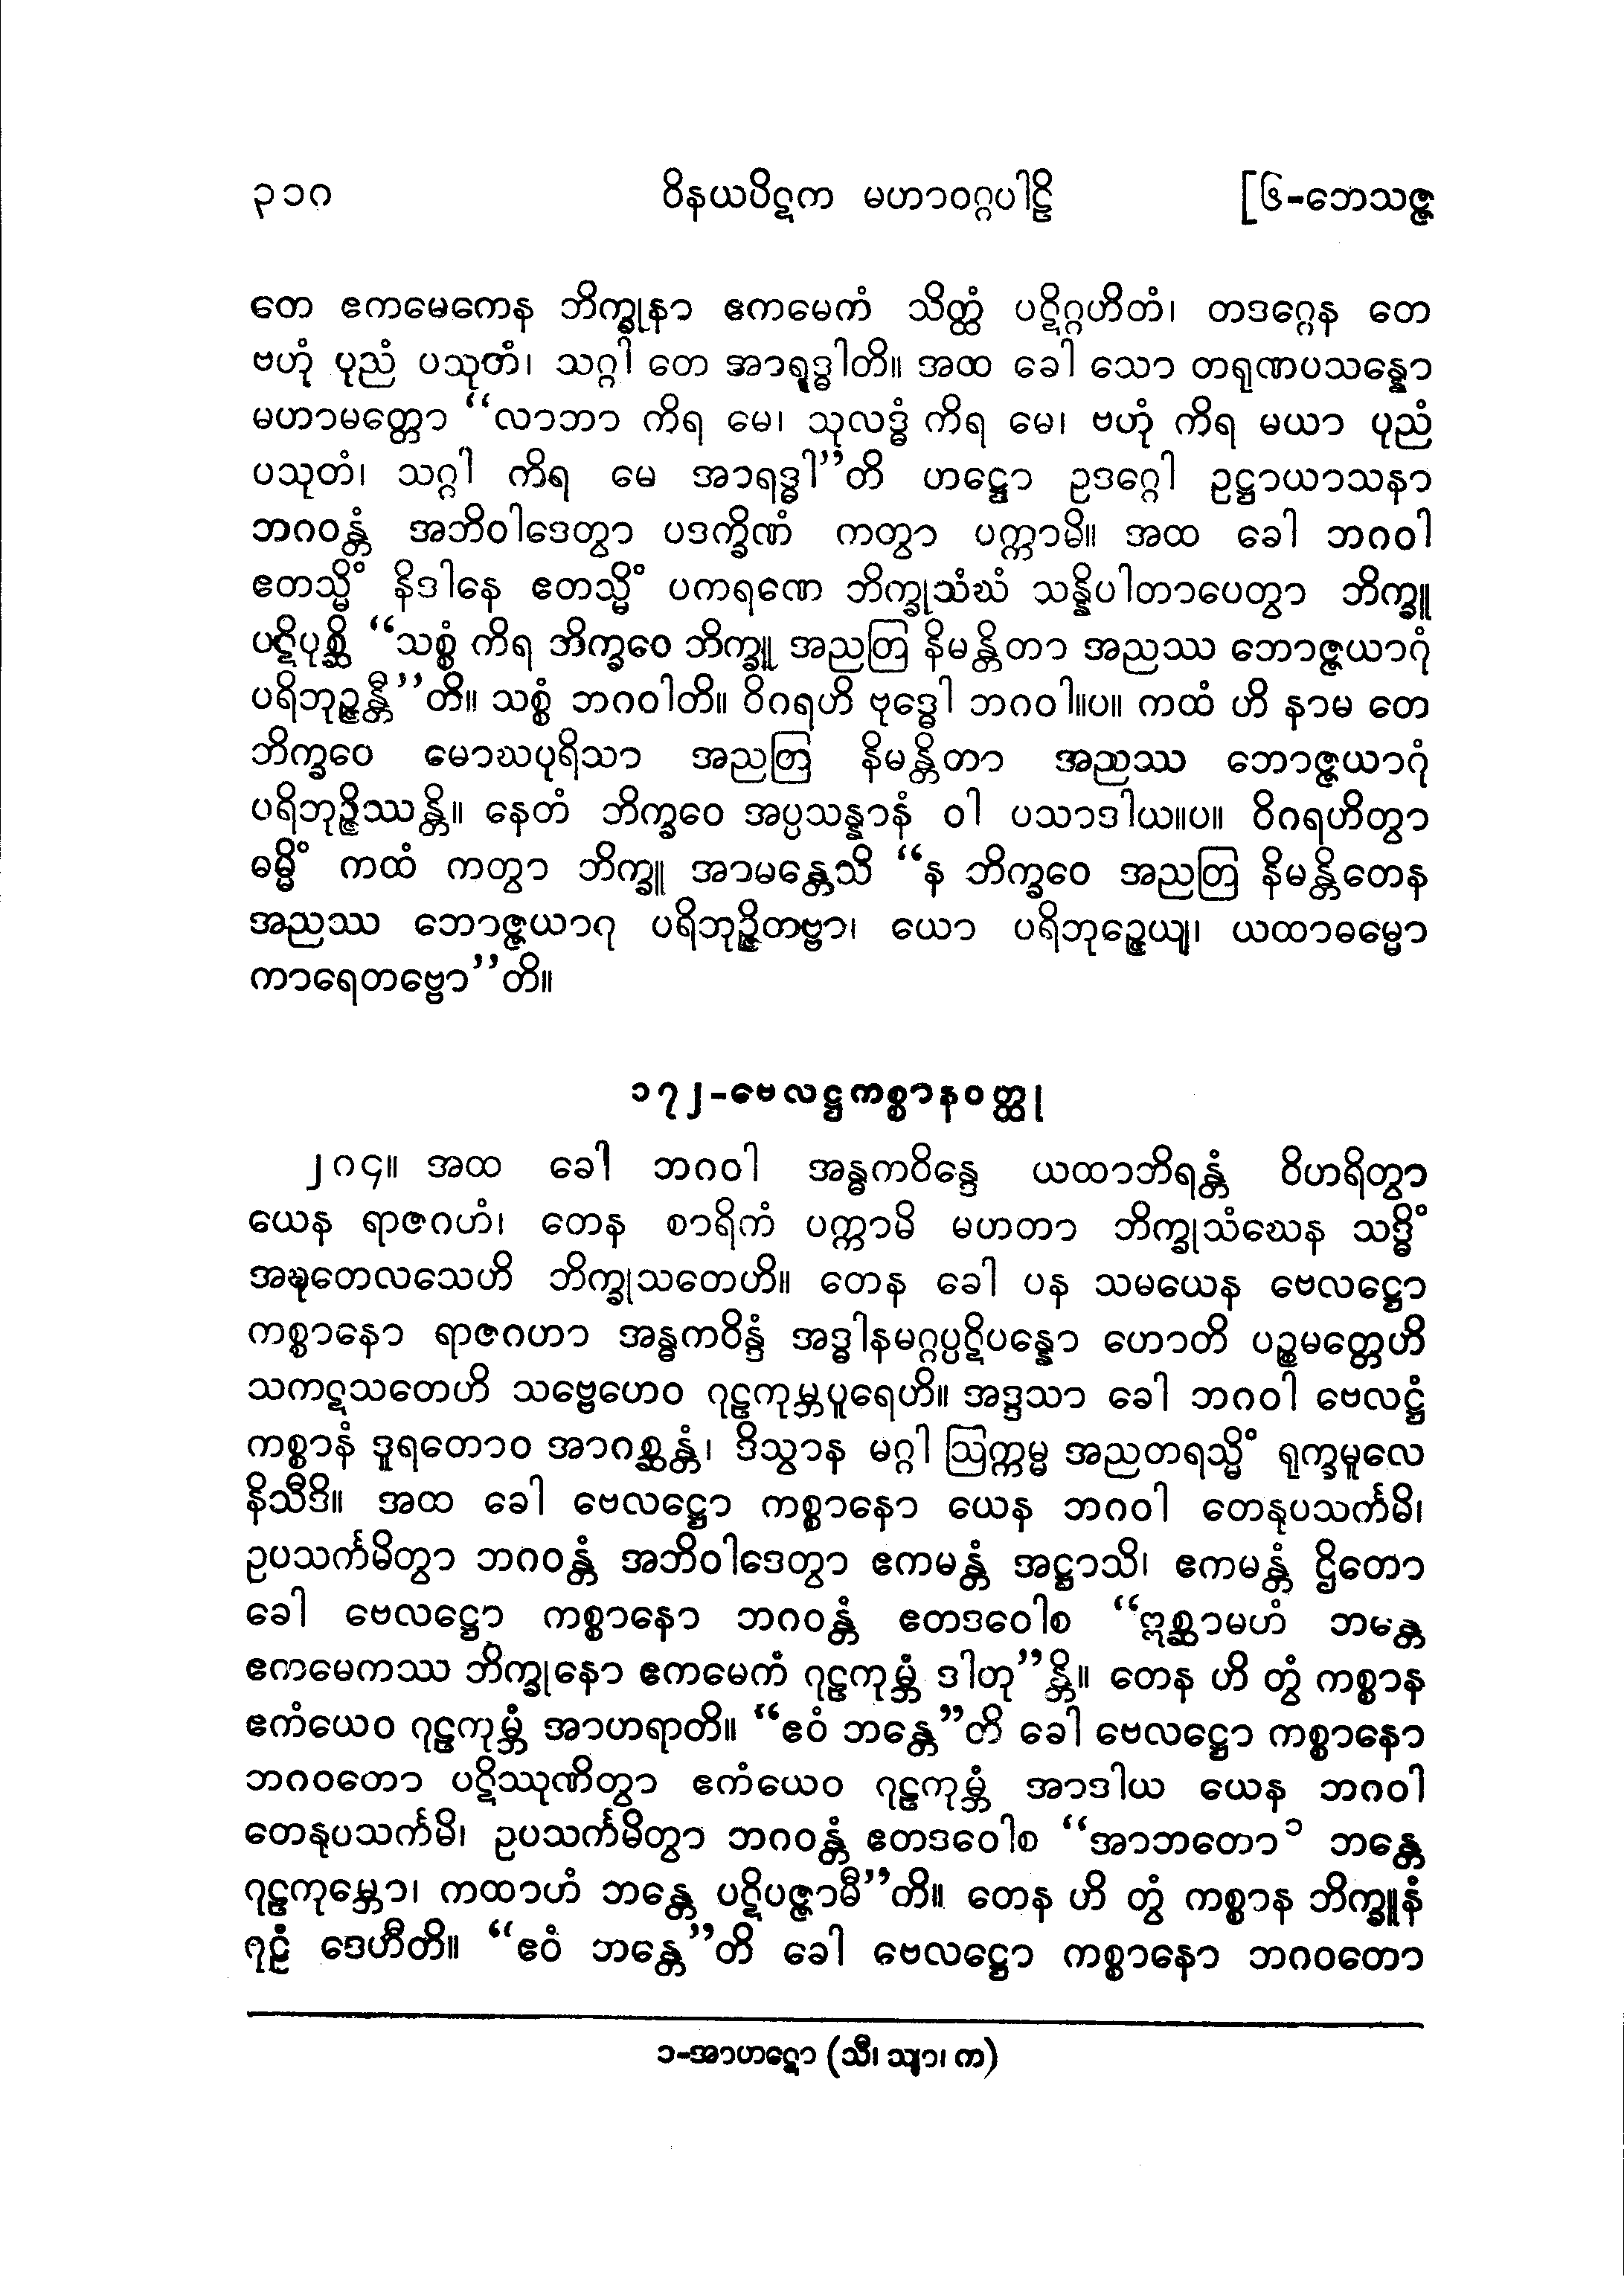 ၃၁၀ ဝိနယပိဋက မဟာဝဂ္ဂပါဠိ [၆-ဘေသဇ္ဇ
တေ ဧကမေကေန ဘိက္ခုနာ ဧကမေကံ သိတ္ထံ ပဋိဂ္ဂဟိတံ၊ တဒဂ္ဂေန တေ
ဗဟုံ ပုညံ ပသုတံ၊ သဂ္ဂါ တေ အာရဒ္ဓါတိ။ အထ ခေါ သော တရုဏပသန္နော
မဟာမတ္တော “လာဘာ ကိရ မေ၊ သုလဒ္ဓံ ကိရ မေ၊ ဗဟုံ ကိရ မယာ ပုညံ
ပသုတံ၊ သဂ္ဂါ ကိရ မေ အာရဒ္ဓါ”တိ ဟဋ္ဌော ဥဒဂ္ဂေါ ဥဋ္ဌာယာသနာ
ဘဂဝန္တံ အဘိဝါဒေတွာ ပဒက္ခိဏံ ကတွာ ပက္ကာမိ။ အထ ခေါ ဘဂဝါ
ဧတသ္မိံ နိဒါနေ ဧတသ္မိံ ပကရဏေ ဘိက္ခုသံဃံ သန္နိပါတာပေတွာ ဘိက္ခူ
ပဋိပုစ္ဆိ “သစ္စံ ကိရ ဘိက္ခဝေ ဘိက္ခူ အညတြ နိမန္တိတာ အညဿ ဘောဇ္ဇယာဂုံ
ပရိဘုဉ္ဇန္တီ”တိ။ သစ္စံ ဘဂဝါတိ။ ဝိဂရဟိ ဗုဒ္ဓေါ ဘဂဝါ။ပ။ ကထံ ဟိ နာမ တေ
ဘိက္ခဝေ မောဃပုရိသာ အညတြ နိမန္တိတာ အညဿ ဘောဇ္ဇယာဂုံ
ပရိဘုဉ္ဇိဿန္တိ။ နေတံ ဘိက္ခဝေ အပ္ပသန္နာနံ ဝါ ပသာဒါယ။ပ။ ဝိဂရဟိတွာ
ဓမ္မိံ ကထံ ကတွာ ဘိက္ခူ အာမန္တေသိ “န ဘိက္ခဝေ အညတြ နိမန္တိတေန
အညဿ ဘောဇ္ဇယာဂု ပရိဘုဉ္ဇိတဗ္ဗာ၊ ယော ပရိဘုဉ္ဇေယျ၊ ယထာဓမ္မော
ကာရေတဗ္ဗော”တိ။
၁၇၂-ဗေလဋ္ဌကစ္စာနဝတ္ထု
၂၈၄။ အထ ခေါ ဘဂဝါ အန္ဓကဝိန္ဒေ ယထာဘိရန္တံ ဝိဟရိတွာ
ယေန ရာဇဂဟံ၊ တေန စာရိကံ ပက္ကာမိ မဟတာ ဘိက္ခုသံဃေန သဒ္ဓိံ
အဍ္ဎတေလသေဟိ ဘိက္ခုသတေဟိ။ တေန ခေါ ပန သမယေန ဗေလဋ္ဌော
ကစ္စာနော ရာဇဂဟာ အန္ဓကဝိန္ဒံ အဒ္ဓါနမဂ္ဂပ္ပဋိပန္နော ဟောတိ ပဉ္စမတ္တေဟိ
သကဋသတေဟိ သဗ္ဗေဟေဝ ဂုဠကုမ္ဘပူရေဟိ။ အဒ္ဒသာ ခေါ ဘဂဝါ ဗေလဋ္ဌံ
ကစ္စာနံ ဒူရတောဝ အာဂစ္ဆန္တံ၊ ဒိသွာန မဂ္ဂါ ဩက္ကမ္မ အညတရသ္မိံ ရုက္ခမူလေ
နိသီဒိ။ အထ ခေါ ဗေလဋ္ဌော ကစ္စာနော ယေန ဘဂဝါ တေနုပသင်္ကမိ၊
ဥပသင်္ကမိတွာ ဘဂဝန္တံ အဘိဝါဒေတွာ ဧကမန္တံ အဋ္ဌာသိ၊ ဧကမန္တံ ဌိတော
ခေါ ဗေလဋ္ဌော ကစ္စာနော ဘဂဝန္တံ ဧတဒဝေါစ “ဣစ္ဆာမဟံ ဘန္တေ
ဧကမေကဿ ဘိက္ခုနော ဧကမေကံ ဂုဠကုမ္ဘံ ဒါတု”န္တိ။ တေန ဟိ တွံ ကစ္စာန
ဧကံယေဝ ဂုဠကုမ္ဘံ အာဟရာတိ။ “ဧဝံ ဘန္တေ”တိ ခေါ ဗေလဋ္ဌော ကစ္စာနော
ဘဂဝတော ပဋိဿုဏိတွာ ဧကံယေဝ ဂုဠကုမ္ဘံ အာဒါယ ယေန ဘဂဝါ
တေနုပသင်္ကမိ၊ ဥပသင်္ကမိတွာ ဘဂဝန္တံ ဧတဒဝေါစ “အာဘတော၁ ဘန္တေ
ဂုဠကုမ္ဘော၊ ကထာဟံ ဘန္တေ ပဋိပဇ္ဇာမီ”တိ။ တေန ဟိ တွံ ကစ္စာန ဘိက္ခူနံ
ဂုဠံ ဒေဟီတိ။ “ဧဝံ ဘန္တေ”တိ ခေါ ဗေလဋ္ဌော ကစ္စာနော ဘဂဝတော
၁-အာဟဋော (သီ၊ သျာ၊ က)